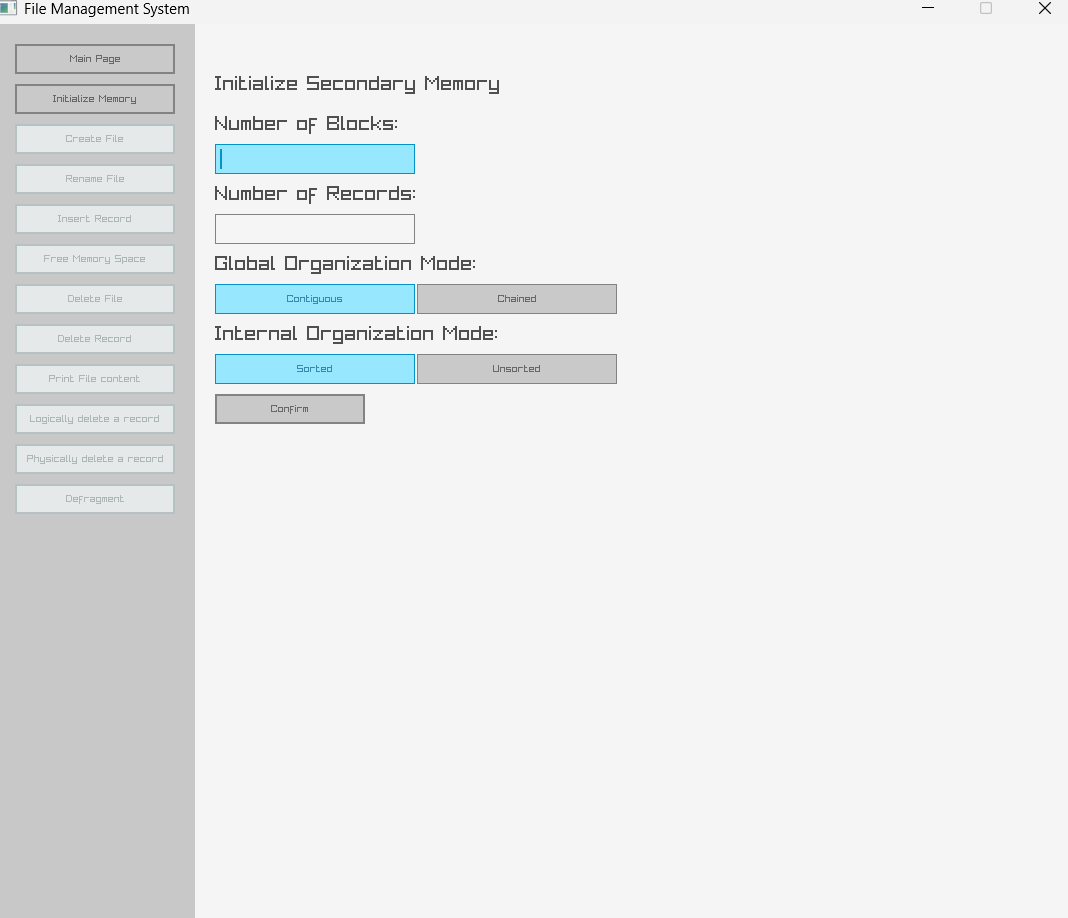 File Management System
Main Page
Initialize Memory
Create File
Rename File
Insert Record
Free Memory Space
Delete File
Delete Record
Print File content
Logically delete a record
Physically delete a record
Defragment
Initialize Secondary Memory
Number of Blocks:
Number of Records:
Global Organization Mode:
Contiguous Chained
Internal Organization Mode:
Sorted Unsorted
Confirm